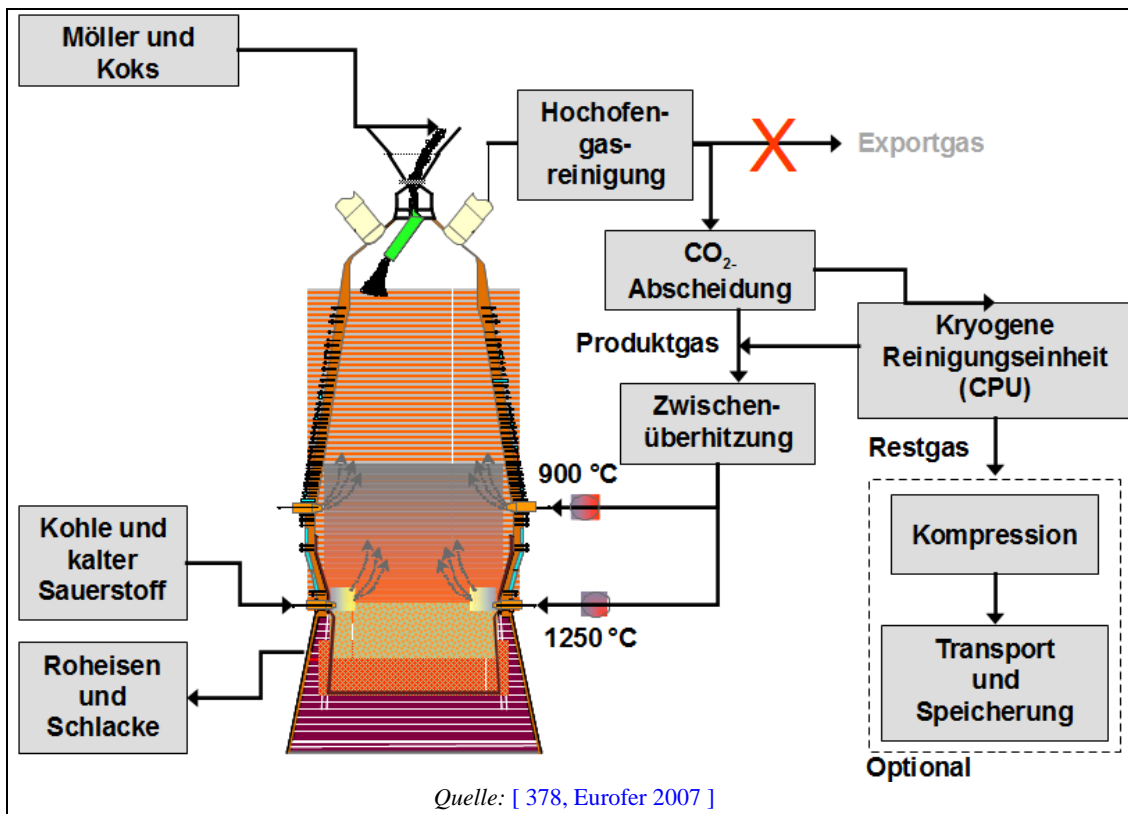 Möller und
Koks
Hochofen-
gas-
reinigung
X
Exportgas
CO₂-
Abscheidung
Produktgas
Kryogene
Reinigungseinheit
(CPU)
Zwischen-
überhitzung
Restgas
900 °C
Kompression
Kohle und
kalter
Sauerstoff
1250 °C
Roheisen
und
Schlacke
Transport
und
Speicherung
Optional
Quelle: [ 378, Eurofer 2007 ]